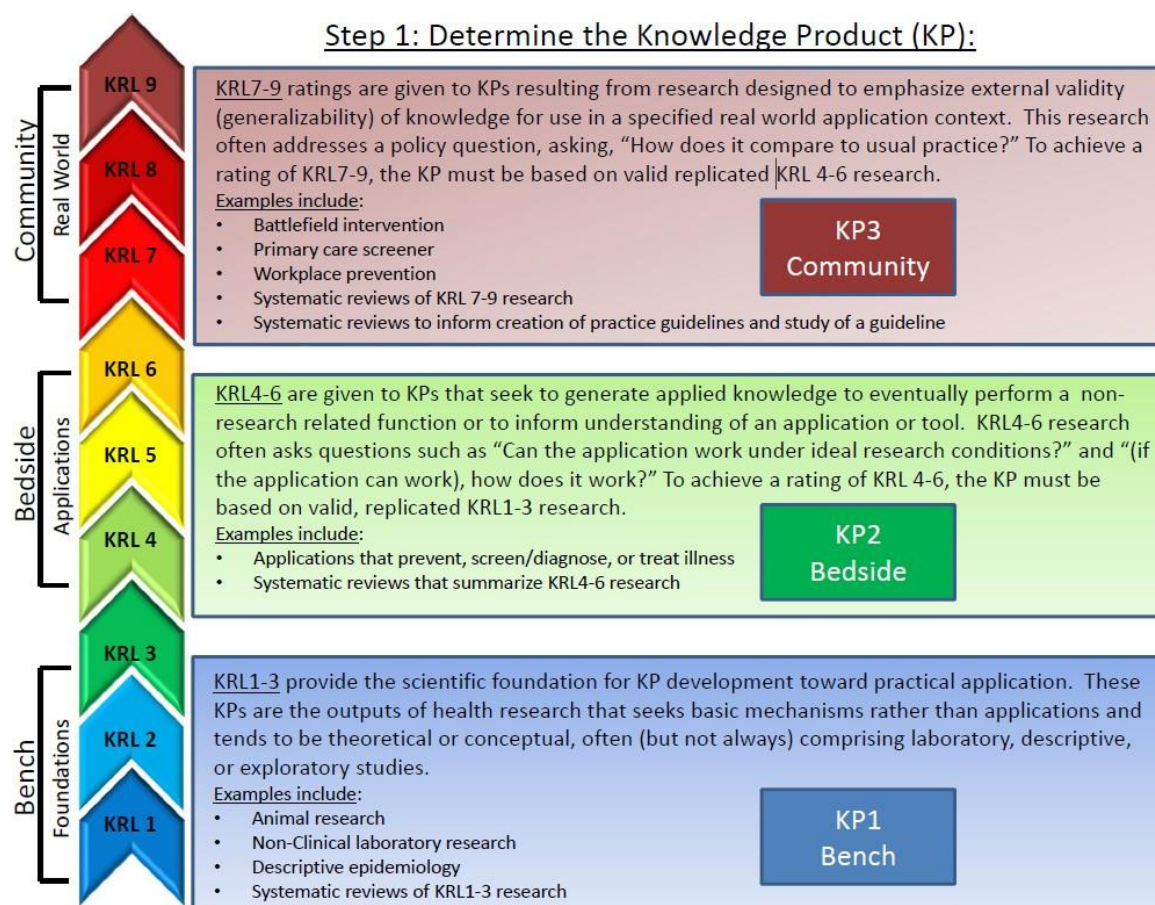 Step 1: Determine the Knowledge Product (KP):
Community
Real World
KRL 9
KRL 8
KRL 7
KRL7-9 ratings are given to KPs resulting from research designed to emphasize external validity
(generalizability) of knowledge for use in a specified real world application context. This research
often addresses a policy question, asking, “How does it compare to usual practice?” To achieve a
rating of KRL7-9, the KP must be based on valid replicated KRL 4-6 research.
Examples include:
• Battlefield intervention
• Primary care screener
• Workplace prevention
• Systematic reviews of KRL 7-9 research
• Systematic reviews to inform creation of practice guidelines and study of a guideline
KP3
Community
Bedside
Applications
KRL 6
KRL 5
KRL 4
KRL4-6 are given to KPs that seek to generate applied knowledge to eventually perform a non-
research related function or to inform understanding of an application or tool. KRL4-6 research
often asks questions such as “Can the application work under ideal research conditions?” and “(if
the application can work), how does it work?” To achieve a rating of KRL 4-6, the KP must be
based on valid, replicated KRL1-3 research.
Examples include:
• Applications that prevent, screen/diagnose, or treat illness
• Systematic reviews that summarize KRL4-6 research
KP2
Bedside
Bench
Foundations
KRL 3
KRL 2
KRL 1
KRL1-3 provide the scientific foundation for KP development toward practical application. These
KPs are the outputs of health research that seeks basic mechanisms rather than applications and
tends to be theoretical or conceptual, often (but not always) comprising laboratory, descriptive,
or exploratory studies.
Examples include:
• Animal research
• Non-Clinical laboratory research
• Descriptive epidemiology
• Systematic reviews of KRL1-3 research
KP1
Bench